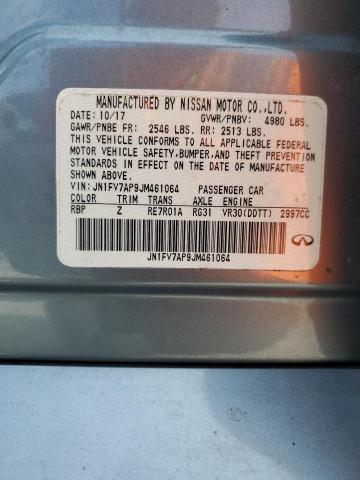 MANUFACTURED BY NISSAN MOTOR CO.,LTD.
DATE: 10/17 GVWR/PNBV: 4980 LBS.
GAWR/PNBE FR: 2546 LBS. RR: 2513 LBS.
THIS VEHICLE CONFORMS TO ALL APPLICABLE FEDERAL
MOTOR VEHICLE SAFETY,BUMPER,AND THEFT PREVENTION
STANDARDS IN EFFECT ON THE DATE OF MANUFACTURE
SHOWN ABOVE.
VIN: JN1FV7AP9JM461064 PASSENGER CAR
COLOR TRIM TRANS AXLE ENGINE
RBP Z RE7R01A RG31 VR30(DDTT) 2997CC
JN1FV7AP9JM461064